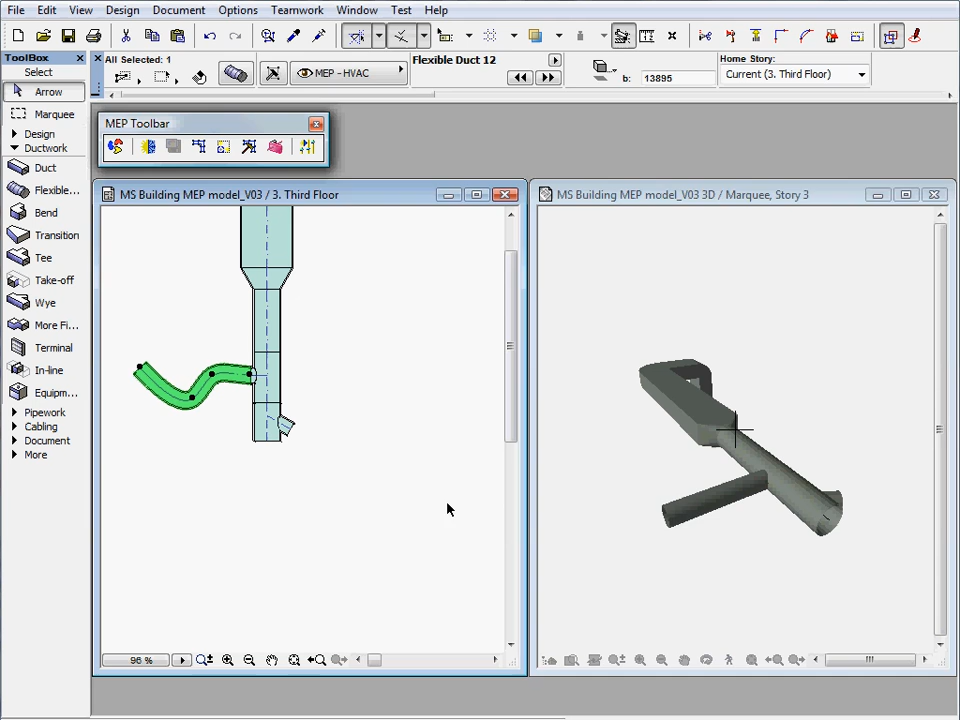 File Edit View Design Document Options Teamwork Window Test Help
ToolBox
Select
Arrow
Marquee
Design
Ductwork
Duct
Flexible...
Bend
Transition
Tee
Take-off
Wye
More Fi...
Terminal
In-line
Equipm...
Pipework
Cabling
Document
More
All Selected: 1
MEP - HVAC
Flexible Duct 12
b: 13895
Home Story:
Current (3. Third Floor)
MEP Toolbar
MS Building MEP model_V03 / 3. Third Floor
96 %
MS Building MEP model_V03 3D / Marquee, Story 3